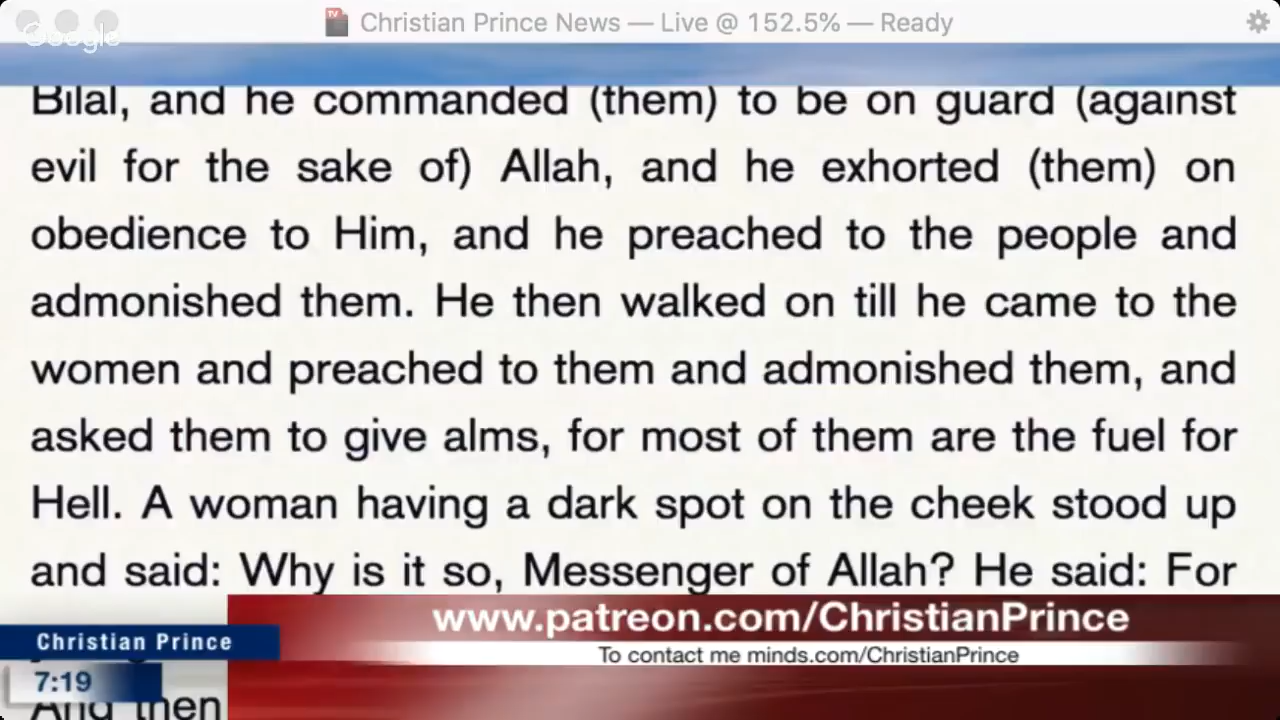 Christian Prince News — Live @ 152.5% — Ready
Google
Bilal, and he commanded (them) to be on guard (against
evil for the sake of) Allah, and he exhorted (them) on
obedience to Him, and he preached to the people and
admonished them. He then walked on till he came to the
women and preached to them and admonished them, and
asked them to give alms, for most of them are the fuel for
Hell. A woman having a dark spot on the cheek stood up
and said: Why is it so, Messenger of Allah? He said: For
www.patreon.com/ChristianPrince
Christian Prince
To contact me minds.com/ChristianPrince
7:19
And then